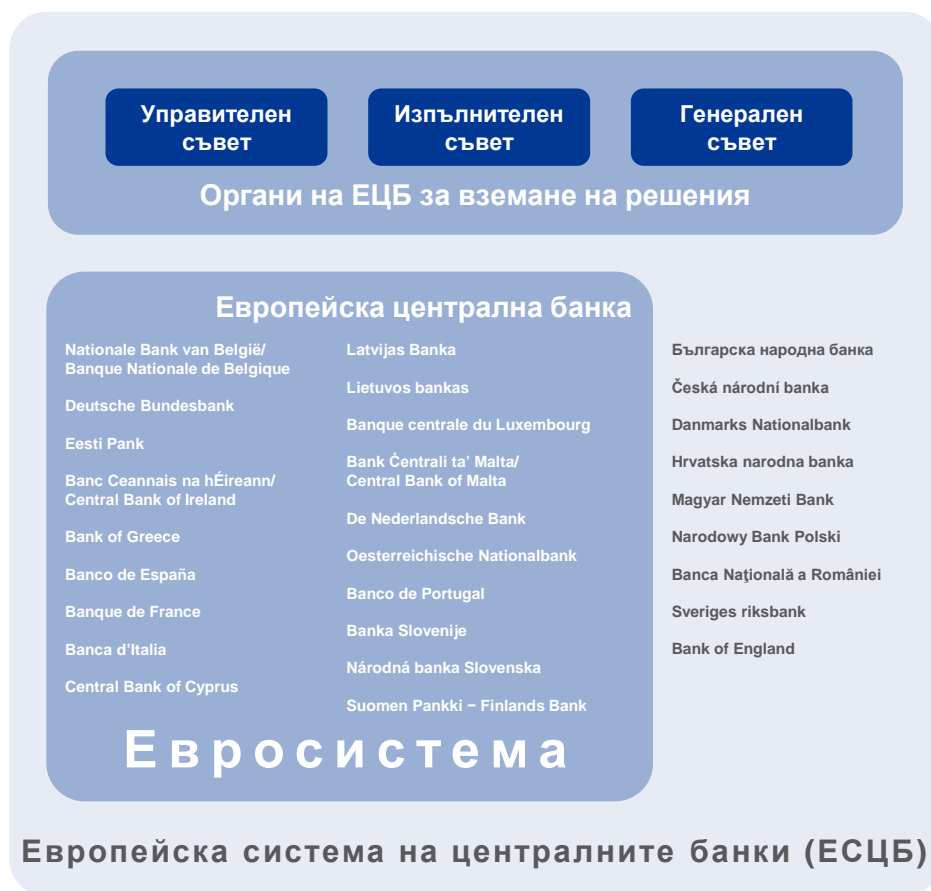 Управителен
съвет
Изпълнителен
съвет
Генерален
съвет
Органи на ЕЦБ за вземане на решения
Европейска централна банка
Nationale Bank van België/
Banque Nationale de Belgique
Deutsche Bundesbank
Eesti Pank
Banc Ceannais na hÉireann/
Central Bank of Ireland
Bank of Greece
Banco de España
Banque de France
Banca d’Italia
Central Bank of Cyprus
Latvijas Banka
Lietuvos bankas
Banque centrale du Luxembourg
Bank Ċentrali ta’ Malta/
Central Bank of Malta
De Nederlandsche Bank
Oesterreichische Nationalbank
Banco de Portugal
Banka Slovenije
Národná banka Slovenska
Suomen Pankki − Finlands Bank
Българска народна банка
Česká národní banka
Danmarks Nationalbank
Hrvatska narodna banka
Magyar Nemzeti Bank
Narodowy Bank Polski
Banca Naţională a României
Sveriges riksbank
Bank of England
Евросистема
Европейска система на централните банки (ЕСЦБ)